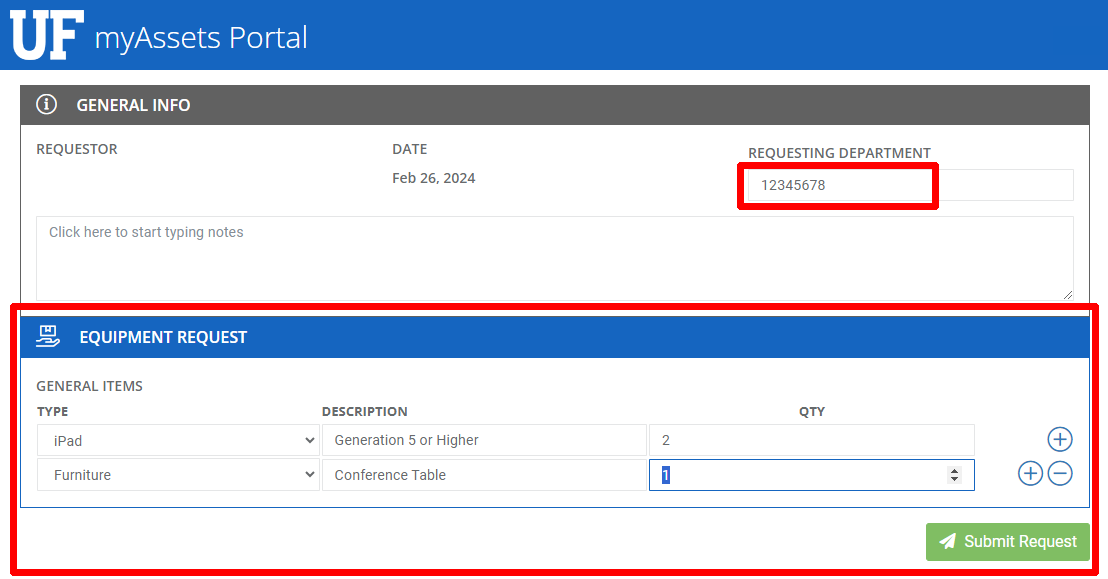 UF myAssets Portal
GENERAL INFO
REQUESTOR DATE REQUESTING DEPARTMENT
Feb 26, 2024 12345678
Click here to start typing notes
EQUIPMENT REQUEST
GENERAL ITEMS
TYPE DESCRIPTION QTY
iPad Generation 5 or Higher 2
Furniture Conference Table 1
Submit Request